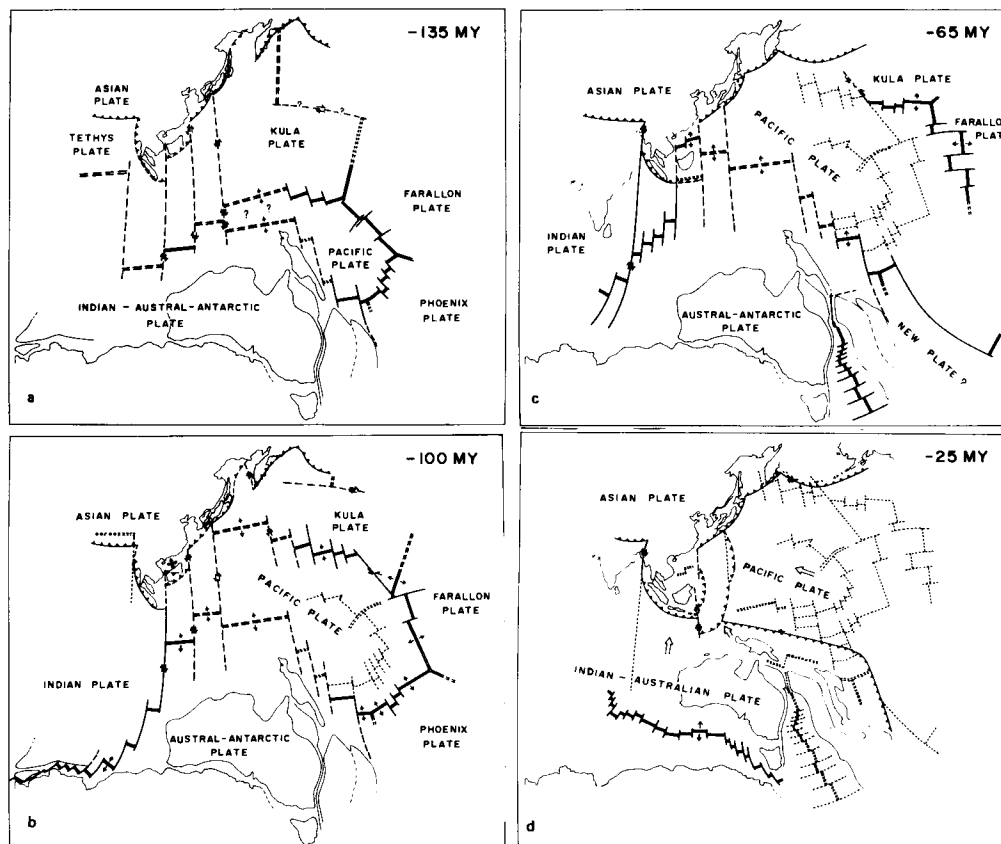 -135 MY
ASIAN
PLATE
TETHYS
PLATE
KULA
PLATE
? ?
FARALLON
PLATE
? ?
PACIFIC
PLATE
PHOENIX
PLATE
INDIAN - AUSTRAL-ANTARCTIC
PLATE
a
-65 MY
ASIAN PLATE
KULA PLATE
PACIFIC PLATE
FARALLON
PLATE
INDIAN
PLATE
AUSTRAL-ANTARCTIC
PLATE
NEW PLATE ?
c
-100 MY
ASIAN PLATE
KULA
PLATE
PACIFIC PLATE
FARALLON
PLATE
INDIAN PLATE
AUSTRAL-ANTARCTIC
PLATE
PHOENIX
PLATE
b
-25 MY
ASIAN PLATE
PACIFIC PLATE
INDIAN - AUSTRALIAN PLATE
d